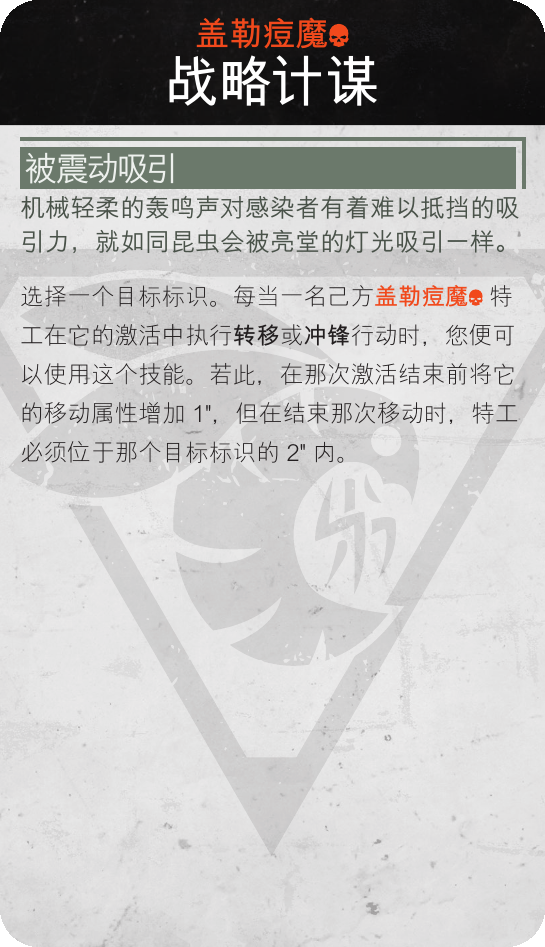 盖勒痘魔
战略计谋
被震动吸引
机械轻柔的轰鸣声对感染者有着难以抵挡的吸
引力，就如同昆虫会被亮堂的灯光吸引一样。
选择一个目标标识。每当一名己方盖勒痘魔 特
工在它的激活中执行转移或冲锋行动时，您便可
以使用这个技能。若此，在那次激活结束前将它
的移动属性增加 1"，但在结束那次移动时，特工
必须位于那个目标标识的 2" 内。